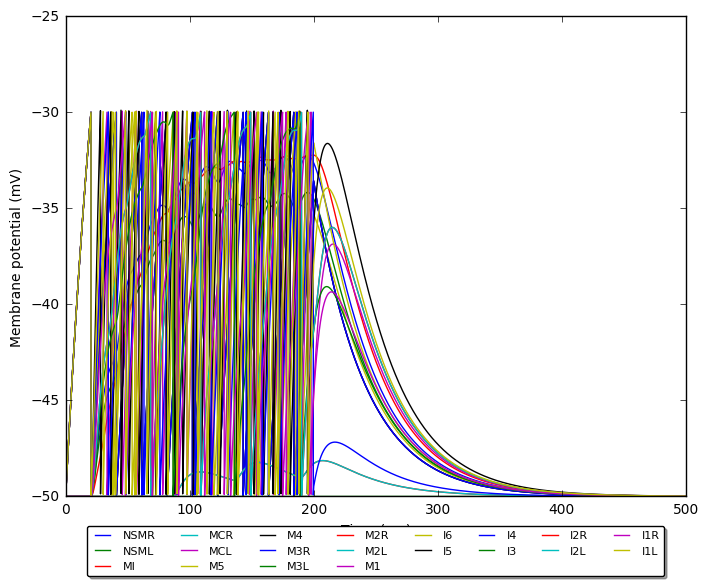 −25
−30
−35
−40
−45
−50
Membrane potential (mV)
0 100 200 300 400 500
NSMR MCR M4 M2R I6 I4 I2R I1R
NSML MCL M3R M2L I5 I3 I2L I1L
MI M5 M3L M1